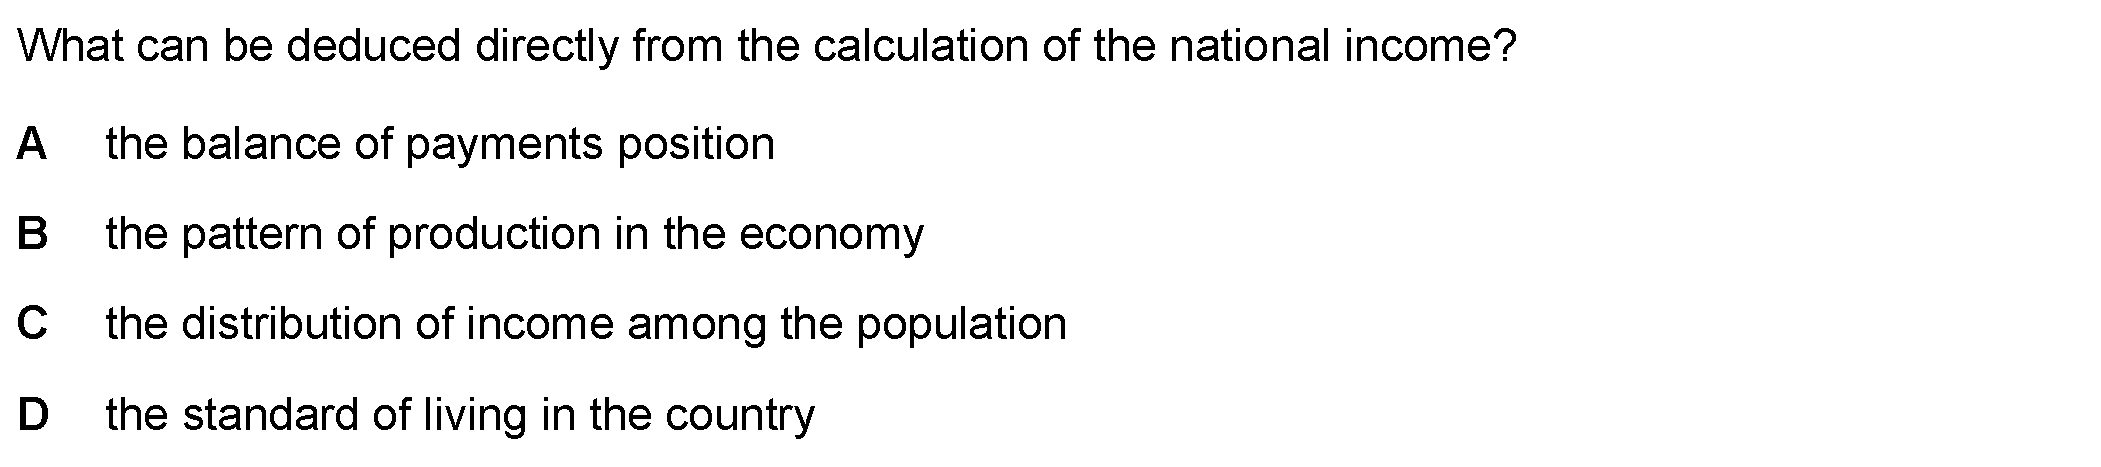 What can be deduced directly from the calculation of the national income?
A the balance of payments position
B the pattern of production in the economy
C the distribution of income among the population
D the standard of living in the country